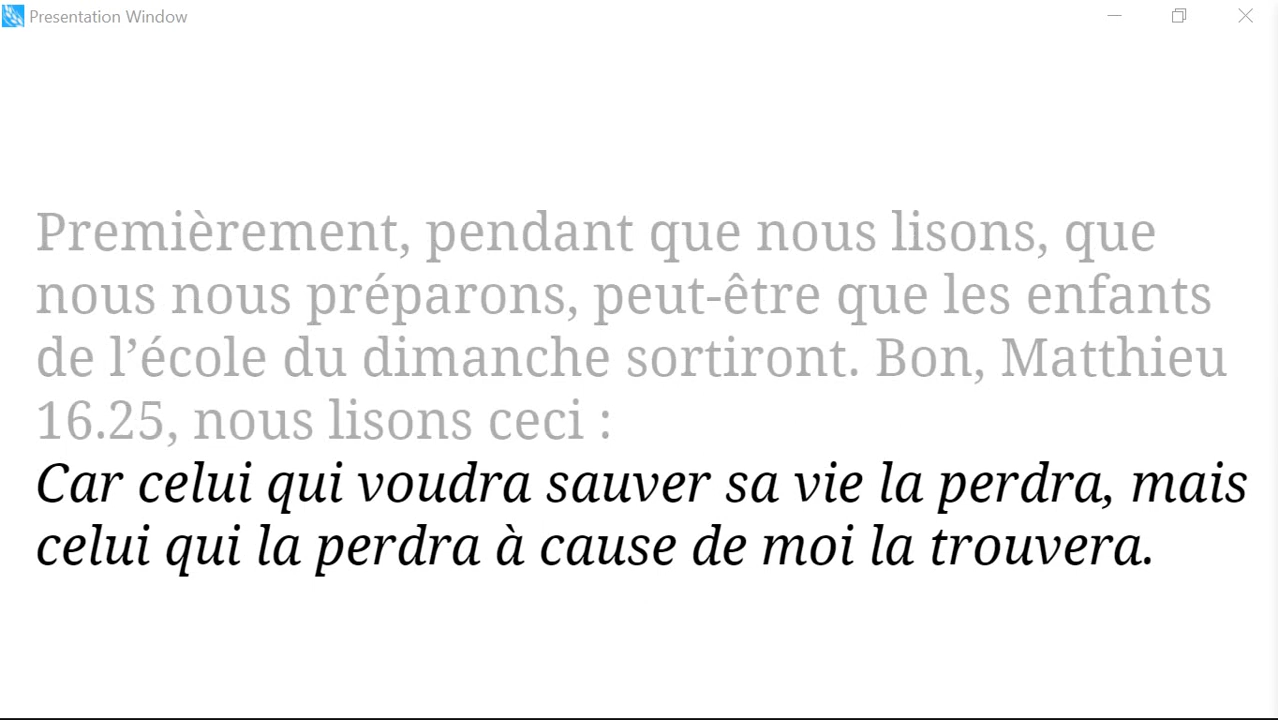 Presentation Window
Premièrement, pendant que nous lisons, que
nous nous préparons, peut-être que les enfants
de l’école du dimanche sortiront. Bon, Matthieu
16.25, nous lisons ceci :
Car celui qui voudra sauver sa vie la perdra, mais
celui qui la perdra à cause de moi la trouvera.